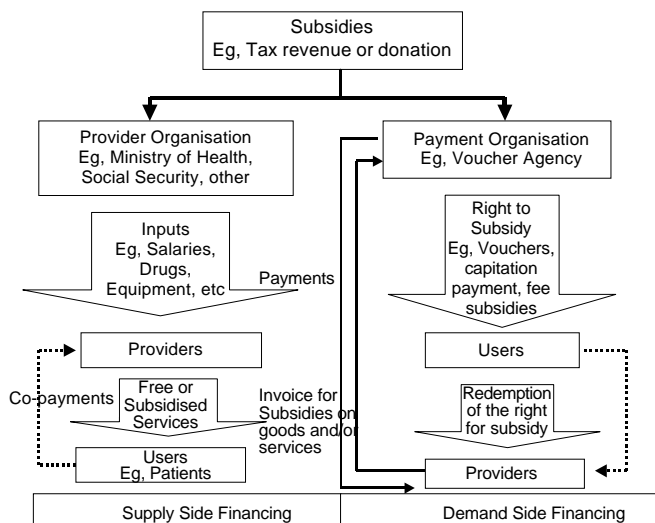 Subsidies
Eg, Tax revenue or donation
Provider Organisation
Eg, Ministry of Health,
Social Security, other
Payment Organisation
Eg, Voucher Agency
Inputs
Eg, Salaries,
Drugs,
Equipment, etc
Payments
Right to
Subsidy
Eg, Vouchers,
capitation
payment, fee
subsidies
Providers
Users
Co-payments
Free or
Subsidised
Services
Invoice for
Subsidies on
goods and/or
services
Redemption
of the right
for subsidy
Users
Eg, Patients
Providers
Supply Side Financing
Demand Side Financing